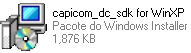 capicom_dc_sdk for WinXP
Pacote do Windows Installer
1,876 KB